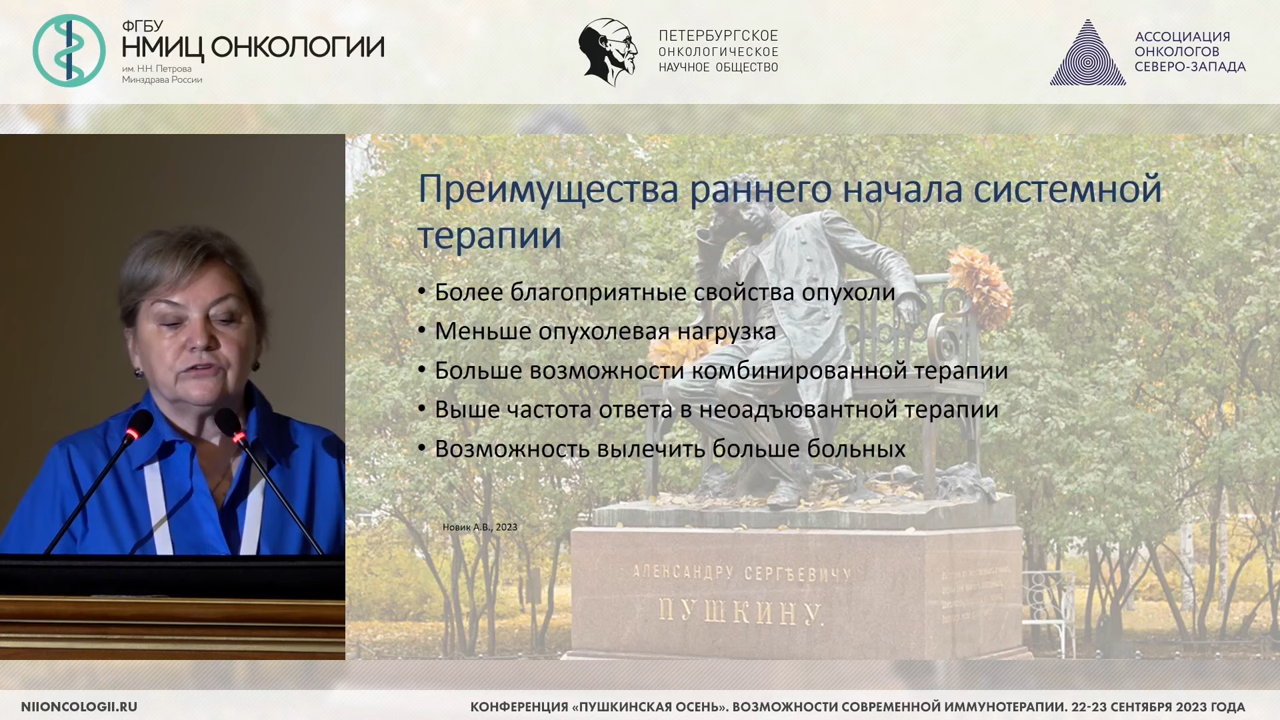 ФГБУ
НМИЦ ОНКОЛОГИИ
им. Н.Н. Петрова
Минздрава России
ПЕТЕРБУРГСКОЕ
ОНКОЛОГИЧЕСКОЕ
НАУЧНОЕ ОБЩЕСТВО
АССОЦИАЦИЯ
ОНКОЛОГОВ
СЕВЕРО-ЗАПАДА
Преимущества раннего начала системной
терапии
• Более благоприятные свойства опухоли
• Меньше опухолевая нагрузка
• Больше возможности комбинированной терапии
• Выше частота ответа в неоадъювантной терапии
• Возможность вылечить больше больных
Новик А.В., 2023
АЛЕКСАНДРУ СЕРГѢЕВИЧУ
ПУШКИНУ.
NIIONCOLOGII.RU
КОНФЕРЕНЦИЯ «ПУШКИНСКАЯ ОСЕНЬ». ВОЗМОЖНОСТИ СОВРЕМЕННОЙ ИММУНОТЕРАПИИ. 22-23 СЕНТЯБРЯ 2023 ГОДА